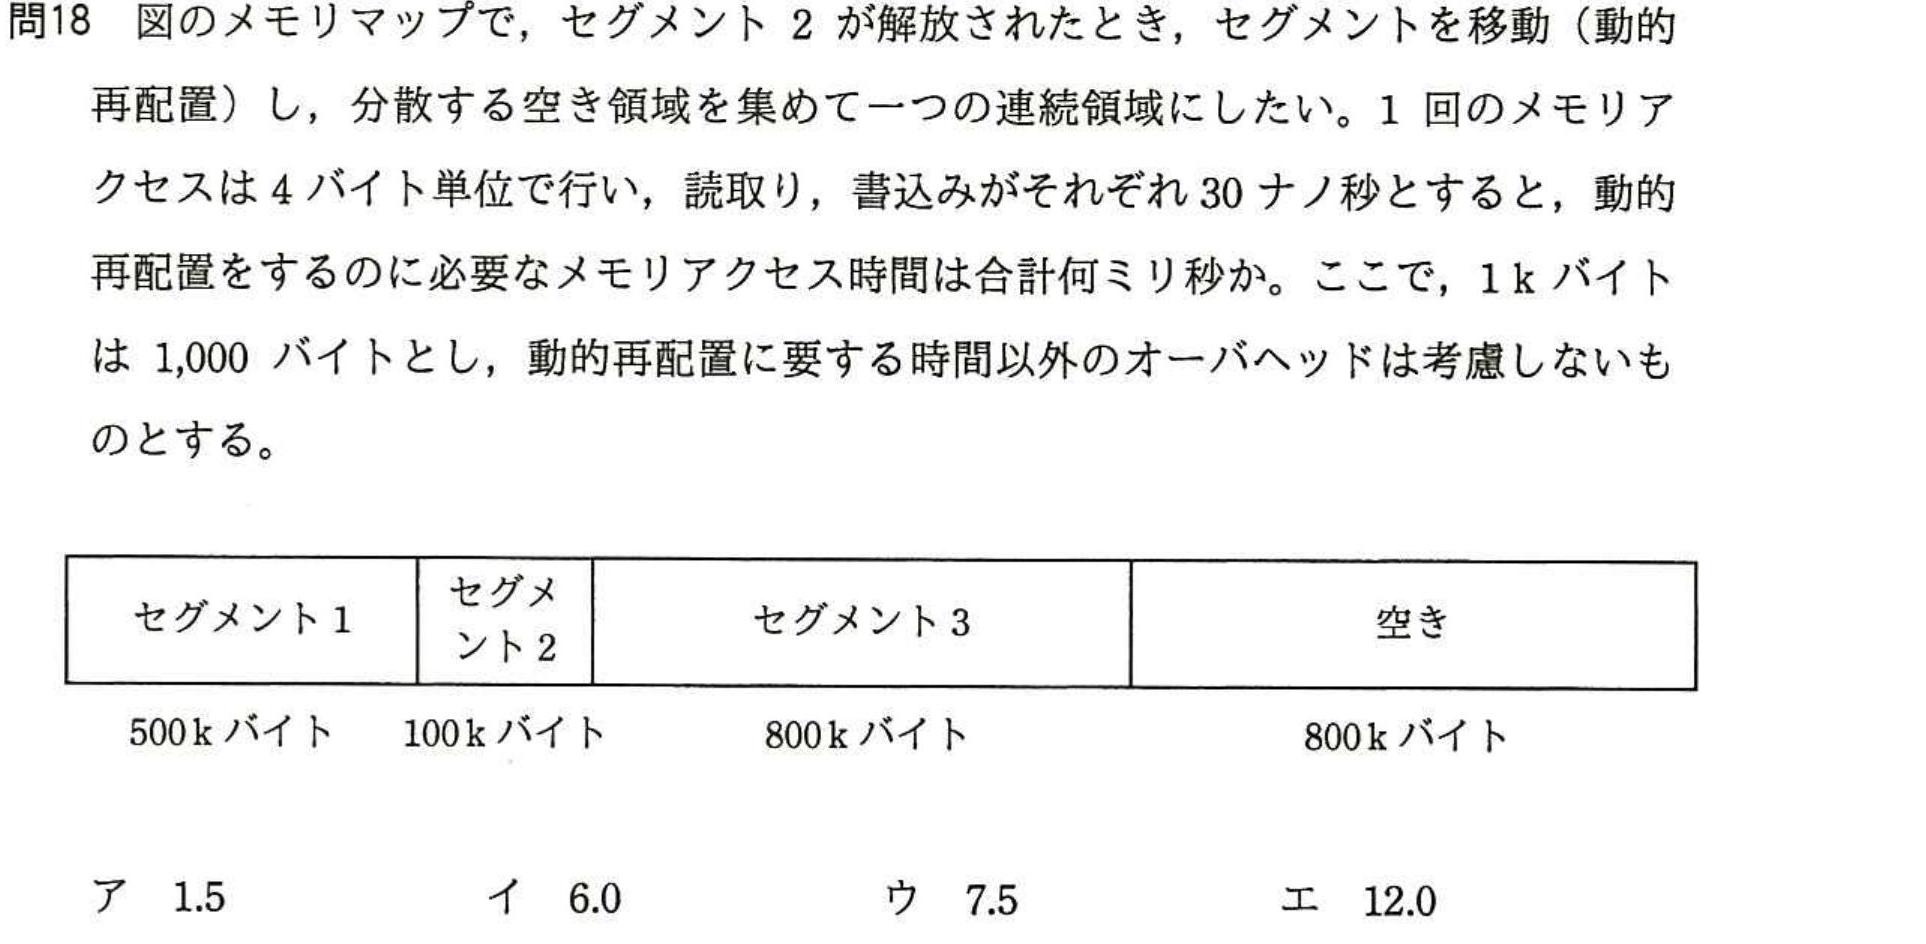 問18 図のメモリマップで，セグメント 2 が解放されたとき，セグメントを移動（動的
再配置）し，分散する空き領域を集めて一つの連続領域にしたい。1 回のメモリア
クセスは 4 バイト単位で行い，読取り，書込みがそれぞれ 30 ナノ秒とすると，動的
再配置をするのに必要なメモリアクセス時間は合計何ミリ秒か。ここで，1 k バイト
は 1,000 バイトとし，動的再配置に要する時間以外のオーバヘッドは考慮しないも
のとする。
セグメント 1
セグメ
ント 2
セグメント 3
空き
500 k バイト 100 k バイト 800 k バイト 800 k バイト
ア 1.5 イ 6.0 ウ 7.5 エ 12.0